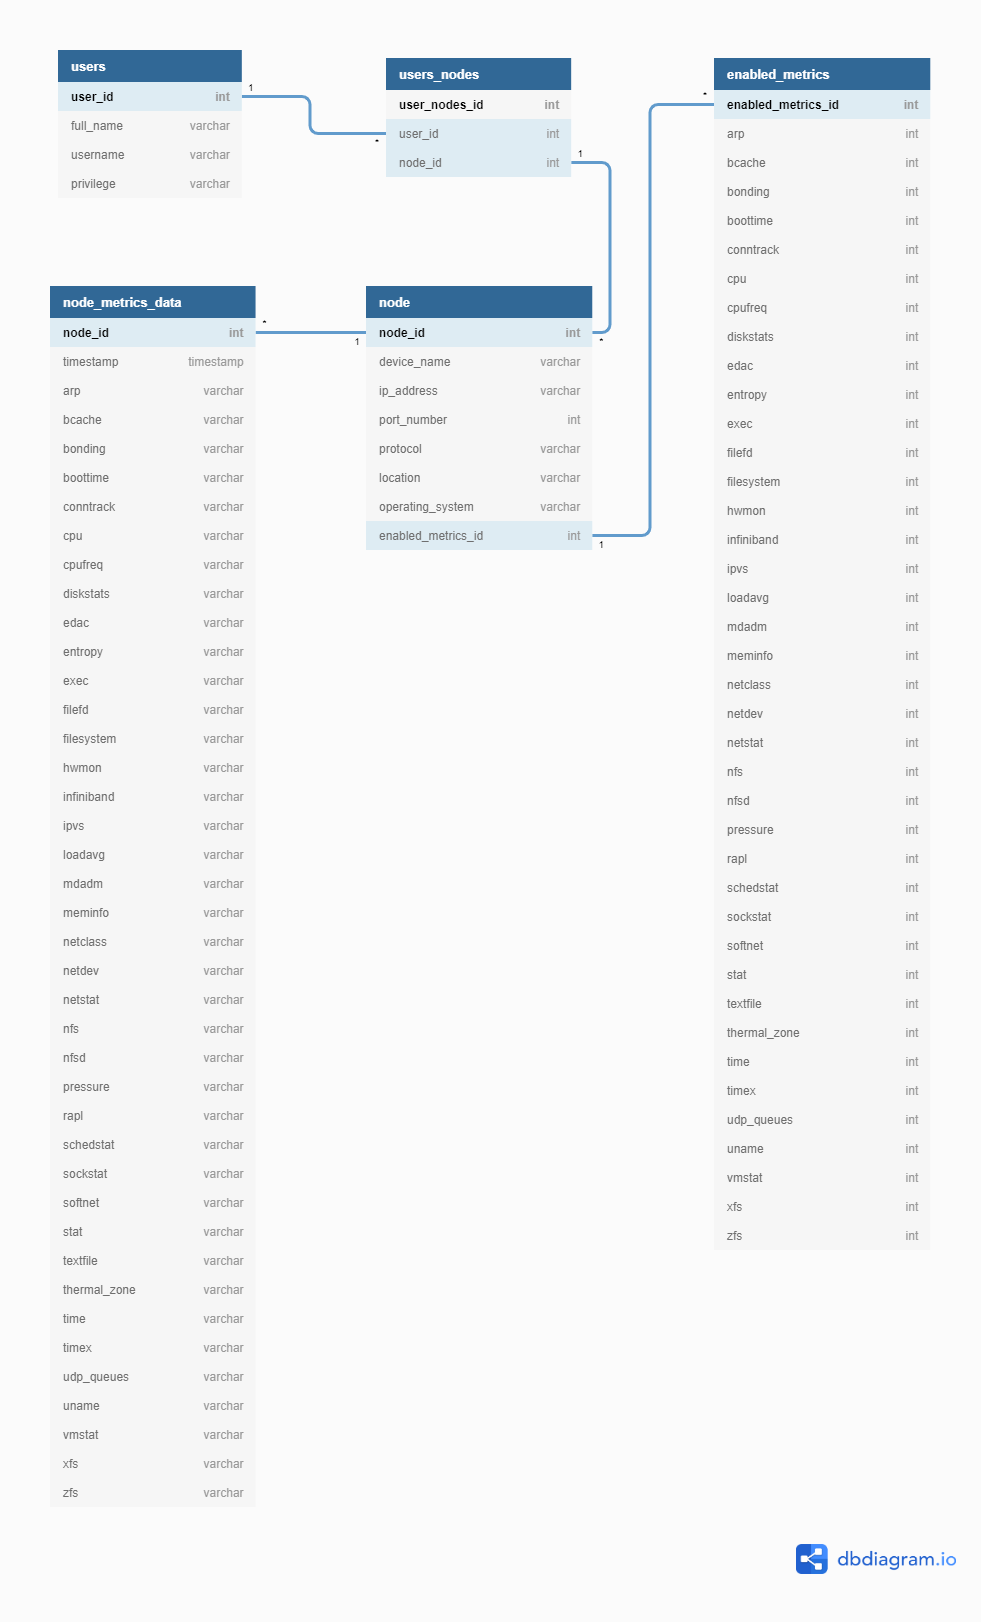 users
user_id int
full_name varchar
username varchar
privilege varchar
1
*
users_nodes
user_nodes_id int
user_id int
node_id int
1
*
enabled_metrics
enabled_metrics_id int
arp int
bcache int
bonding int
boottime int
conntrack int
cpu int
cpufreq int
diskstats int
edac int
entropy int
exec int
filefd int
filesystem int
hwmon int
infiniband int
ipvs int
loadavg int
mdadm int
meminfo int
netclass int
netdev int
netstat int
nfs int
nfsd int
pressure int
rapl int
schedstat int
sockstat int
softnet int
stat int
textfile int
thermal_zone int
time int
timex int
udp_queues int
uname int
vmstat int
xfs int
zfs int
node_metrics_data
node_id int
timestamp timestamp
arp varchar
bcache varchar
bonding varchar
boottime varchar
conntrack varchar
cpu varchar
cpufreq varchar
diskstats varchar
edac varchar
entropy varchar
exec varchar
filefd varchar
filesystem varchar
hwmon varchar
infiniband varchar
ipvs varchar
loadavg varchar
mdadm varchar
meminfo varchar
netclass varchar
netdev varchar
netstat varchar
nfs varchar
nfsd varchar
pressure varchar
rapl varchar
schedstat varchar
sockstat varchar
softnet varchar
stat varchar
textfile varchar
thermal_zone varchar
time varchar
timex varchar
udp_queues varchar
uname varchar
vmstat varchar
xfs varchar
zfs varchar
*
1
node
node_id int
device_name varchar
ip_address varchar
port_number int
protocol varchar
location varchar
operating_system varchar
enabled_metrics_id int
*
1
dbdiagram.io